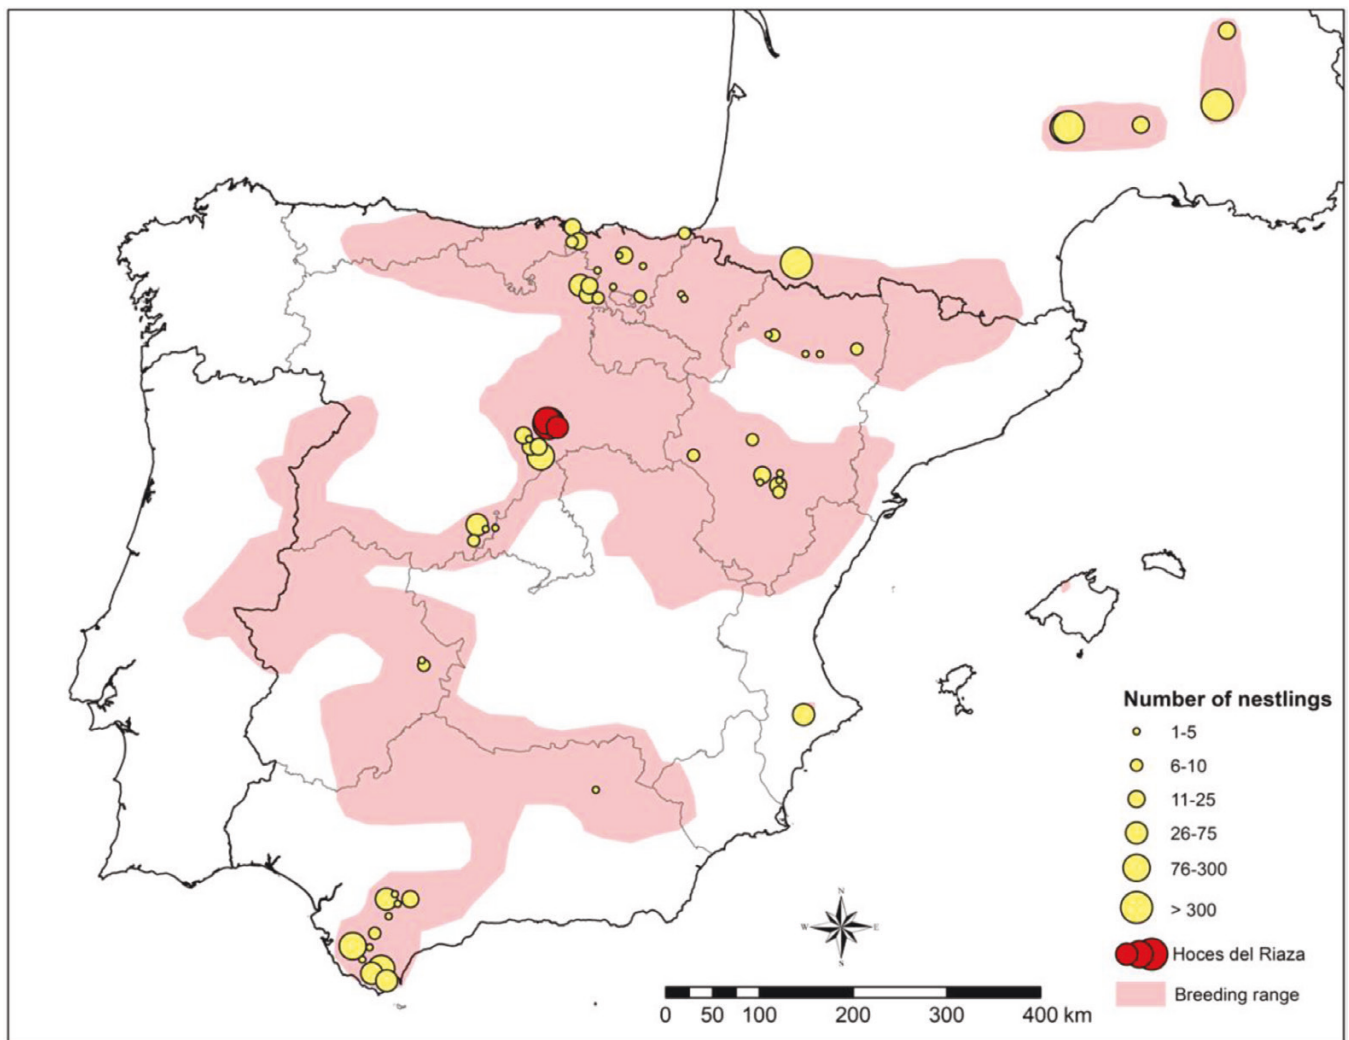 Number of nestlings
1-5
6-10
11-25
26-75
76-300
> 300
Hoces del Riaza
Breeding range
N
W E
S
0 50 100 200 300 400 km